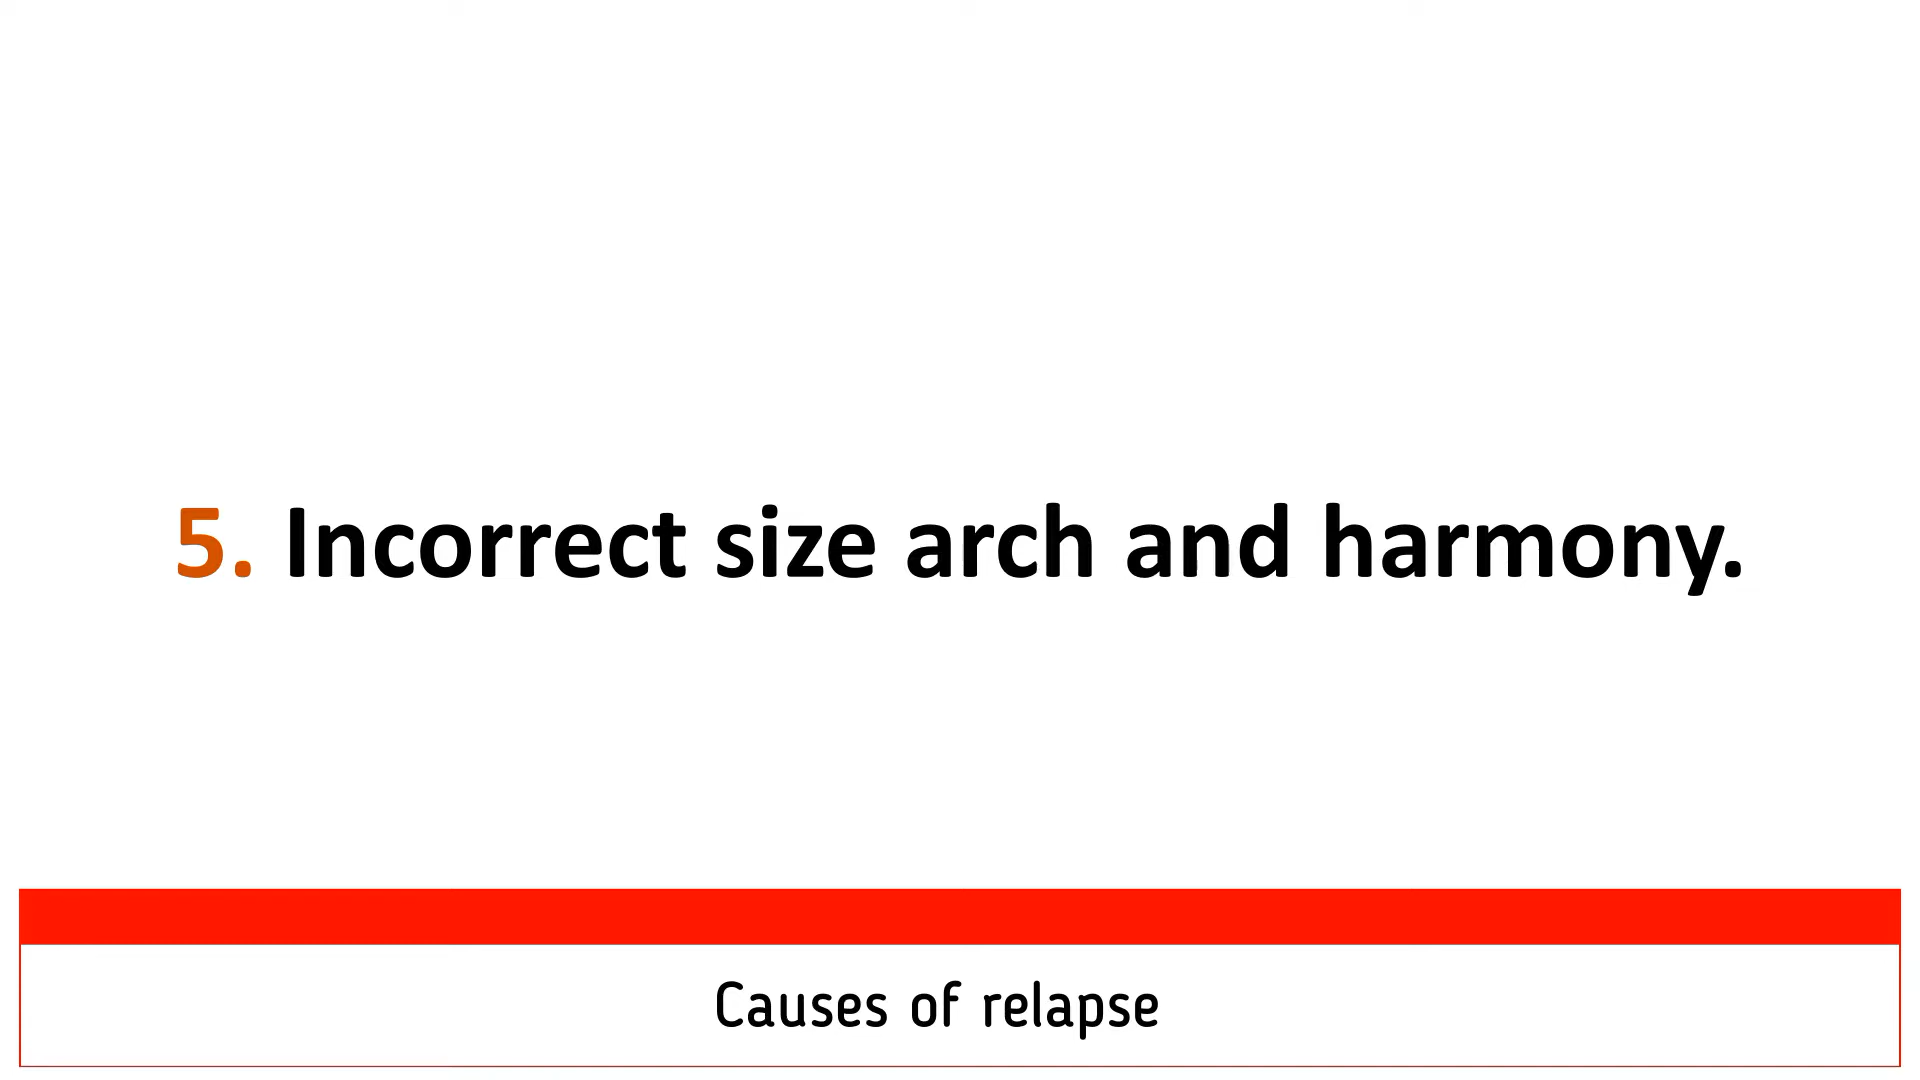 5. Incorrect size arch and harmony.
Causes of relapse